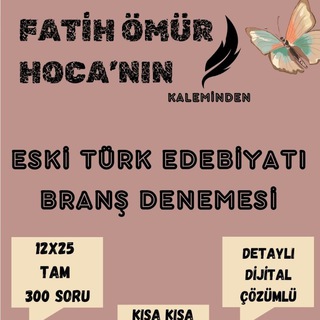 FATİH ÖMÜR
HOCA'NIN
KALEMİNDEN
ESKİ TÜRK EDEBİYATI
BRANŞ DENEMESİ
12X25
TAM
300 SORU
DETAYLI
DİJİTAL
ÇÖZÜMLÜ
KISA KISA